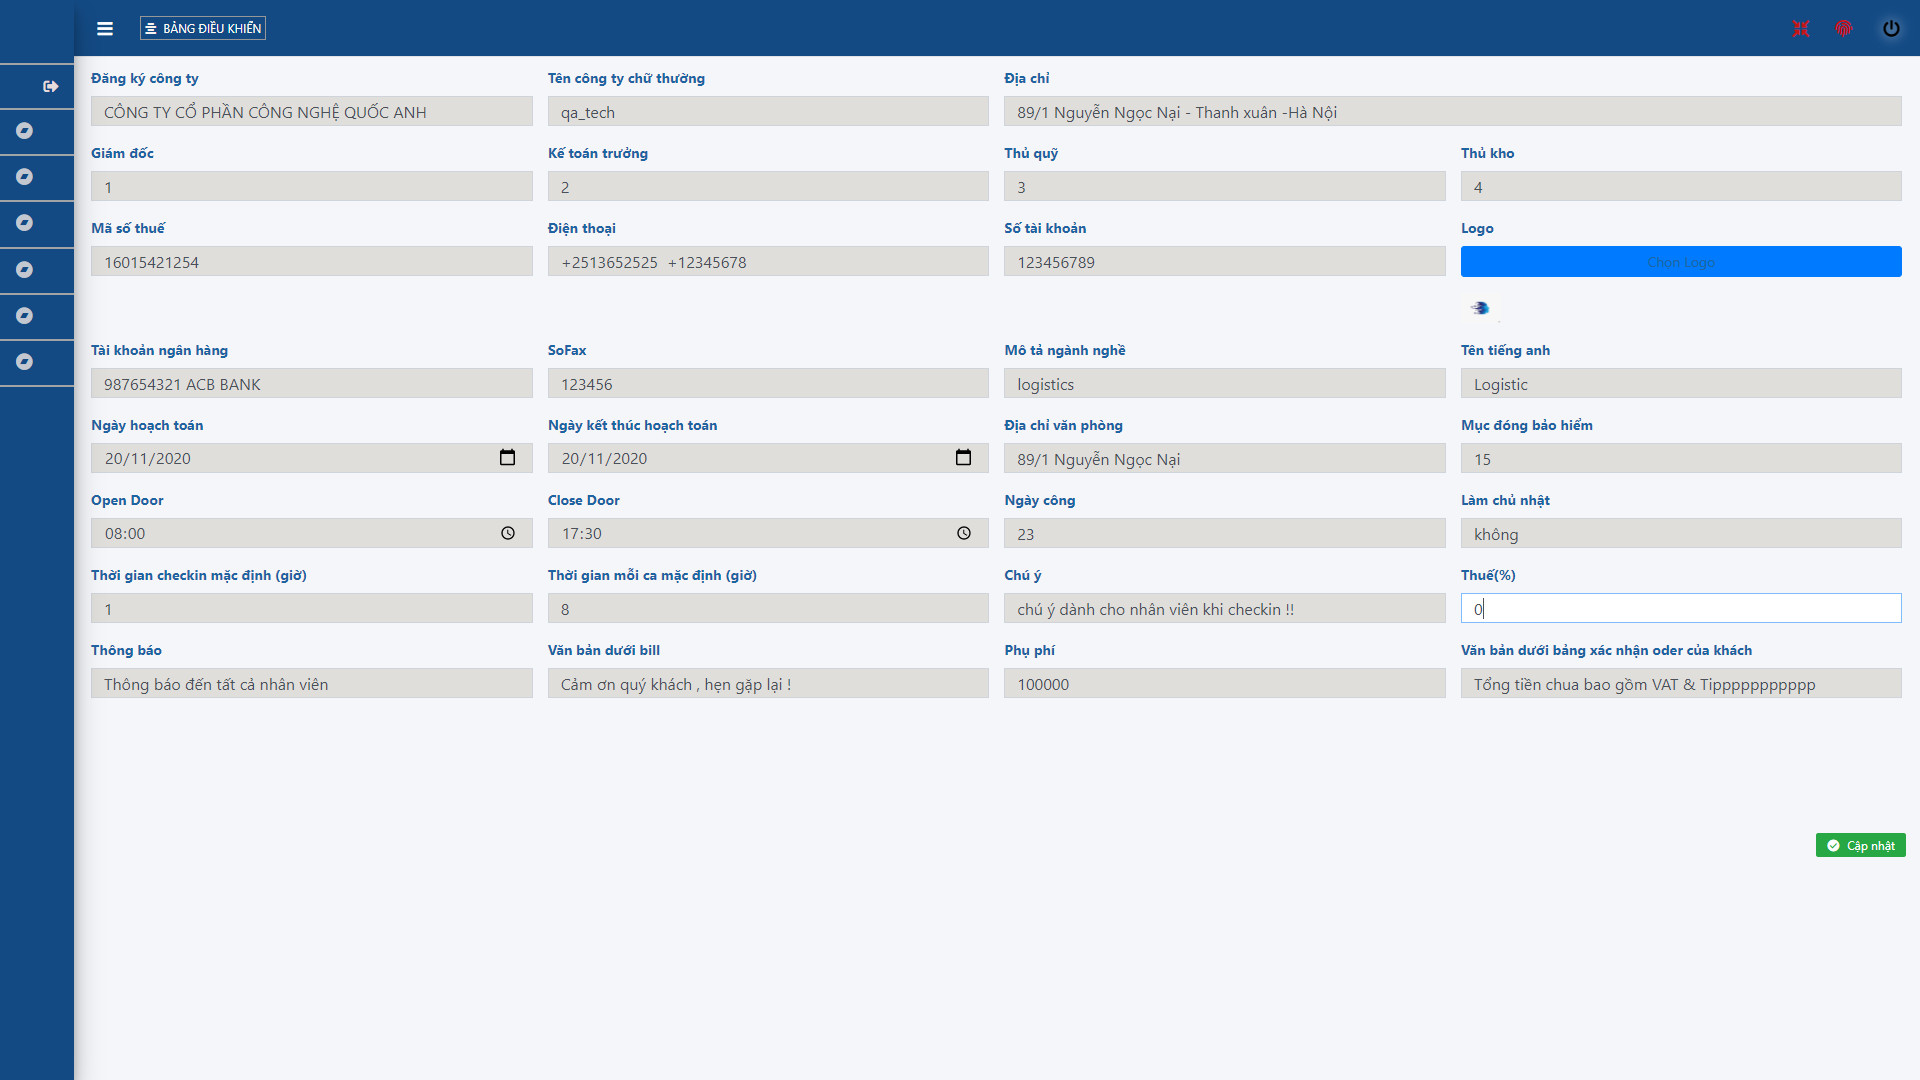 BẢNG ĐIỀU KHIỂN
Đăng ký công ty
Tên công ty chữ thường
Địa chỉ
CÔNG TY CỔ PHẦN CÔNG NGHỆ QUỐC ANH
qa_tech
89/1 Nguyễn Ngọc Nại - Thanh xuân -Hà Nội
Giám đốc
Kế toán trưởng
Thủ quỹ
Thủ kho
1
2
3
4
Mã số thuế
Điện thoại
Số tài khoản
Logo
16015421254
+2513652525 +12345678
123456789
Chọn Logo
Tài khoản ngân hàng
SoFax
Mô tả ngành nghề
Tên tiếng anh
987654321 ACB BANK
123456
logistics
Logistic
Ngày hoạch toán
Ngày kết thúc hoạch toán
Địa chỉ văn phòng
Mục đóng bảo hiểm
20/11/2020
20/11/2020
89/1 Nguyễn Ngọc Nại
15
Open Door
Close Door
Ngày công
Làm chủ nhật
08:00
17:30
23
không
Thời gian checkin mặc định (giờ)
Thời gian mỗi ca mặc định (giờ)
Chú ý
Thuế(%)
1
8
chú ý dành cho nhân viên khi checkin !!
0
Thông báo
Văn bản dưới bill
Phụ phí
Văn bản dưới bảng xác nhận oder của khách
Thông báo đến tất cả nhân viên
Cảm ơn quý khách , hẹn gặp lại !
100000
Tổng tiền chua bao gồm VAT & Tippppppppppp
Cập nhật